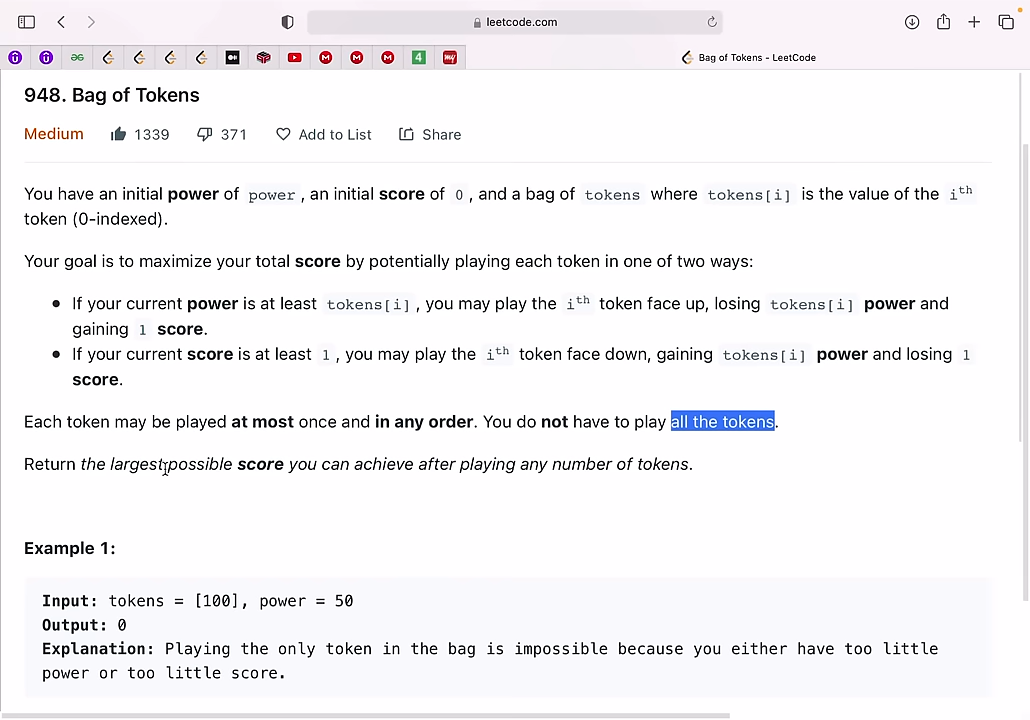 leetcode.com
4
my
Bag of Tokens - LeetCode
948. Bag of Tokens
Medium 1339 371 Add to List Share
You have an initial power of power , an initial score of 0 , and a bag of tokens where tokens[i] is the value of the ith
token (0-indexed).
Your goal is to maximize your total score by potentially playing each token in one of two ways:
• If your current power is at least tokens[i] , you may play the ith token face up, losing tokens[i] power and
gaining 1 score.
• If your current score is at least 1 , you may play the ith token face down, gaining tokens[i] power and losing 1
score.
Each token may be played at most once and in any order. You do not have to play all the tokens.
Return the largest possible score you can achieve after playing any number of tokens.
Example 1:
Input: tokens = [100], power = 50
Output: 0
Explanation: Playing the only token in the bag is impossible because you either have too little
power or too little score.